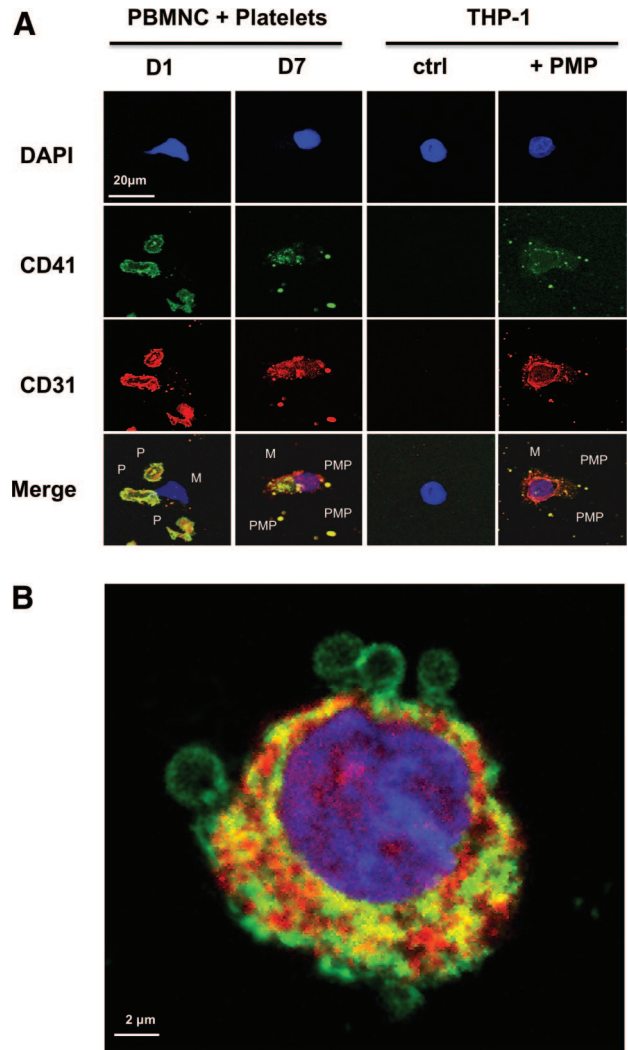 A
PBMNC + Platelets THP-1
D1 D7 ctrl + PMP
DAPI
20µm
CD41
CD31
Merge
P
P
M
P
M
PMP
PMP
PMP
M
PMP
PMP
B
2 µm